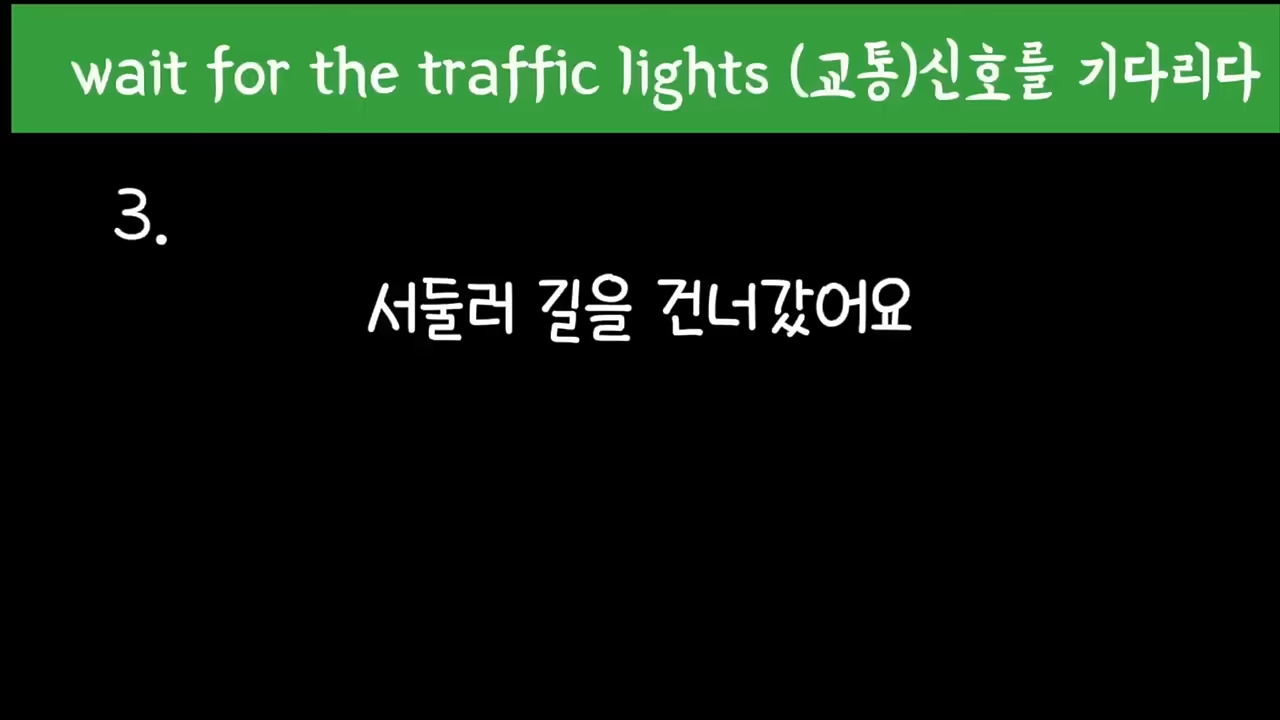 wait for the traffic lights (교통)신호를 기다리다
3.
서둘러 길을 건너갔어요